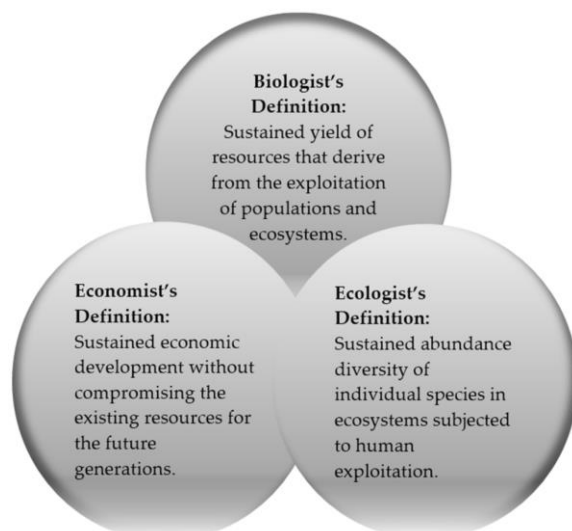 Biologist's
Definition:
Sustained yield of
resources that derive
from the exploitation
of populations and
ecosystems.
Economist's
Definition:
Sustained economic
development without
compromising the
existing resources for
the future
generations.
Ecologist's
Definition:
Sustained abundance
diversity of
individual species in
ecosystems subjected
to human
exploitation.